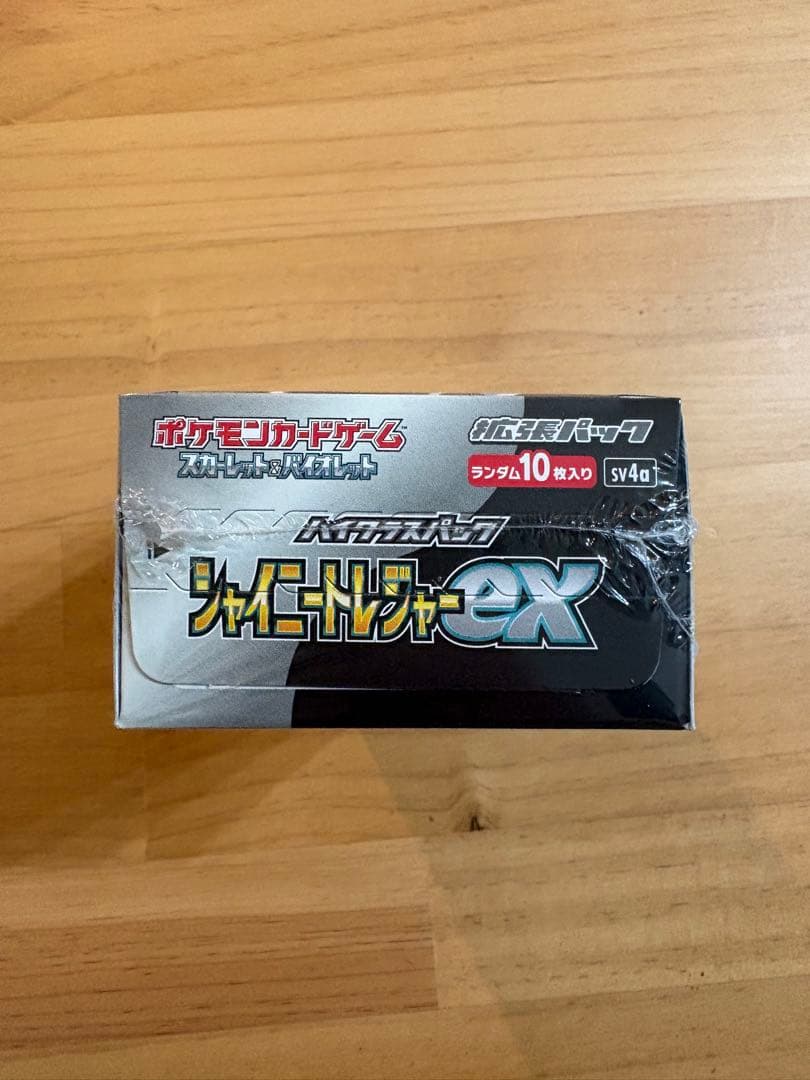 ポケモンカードゲーム
スカーレット&バイオレット
拡張パック
ランダム10枚入り
SV4a
ハイクラスパック
シャイニートレジャーex